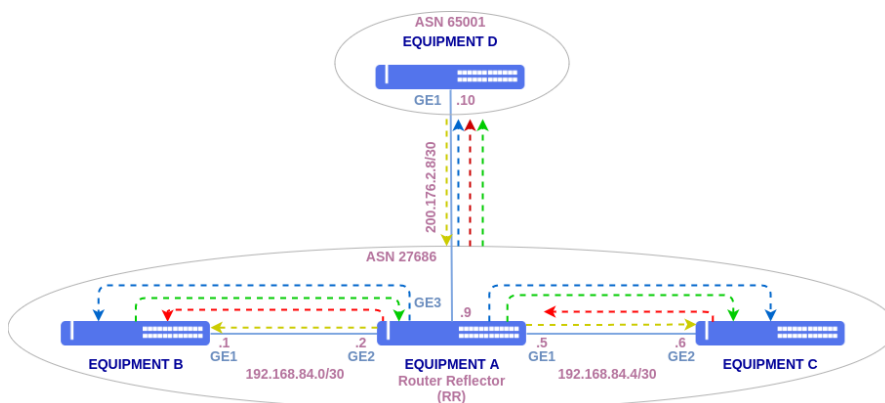 ASN 65001
EQUIPMENT D
GE1
.10
200.176.2.8/30
ASN 27686
GE3
.9
.1
GE1
.2
GE2
.5
GE1
.6
GE2
EQUIPMENT B
EQUIPMENT A
EQUIPMENT C
192.168.84.0/30
Router Reflector
(RR)
192.168.84.4/30